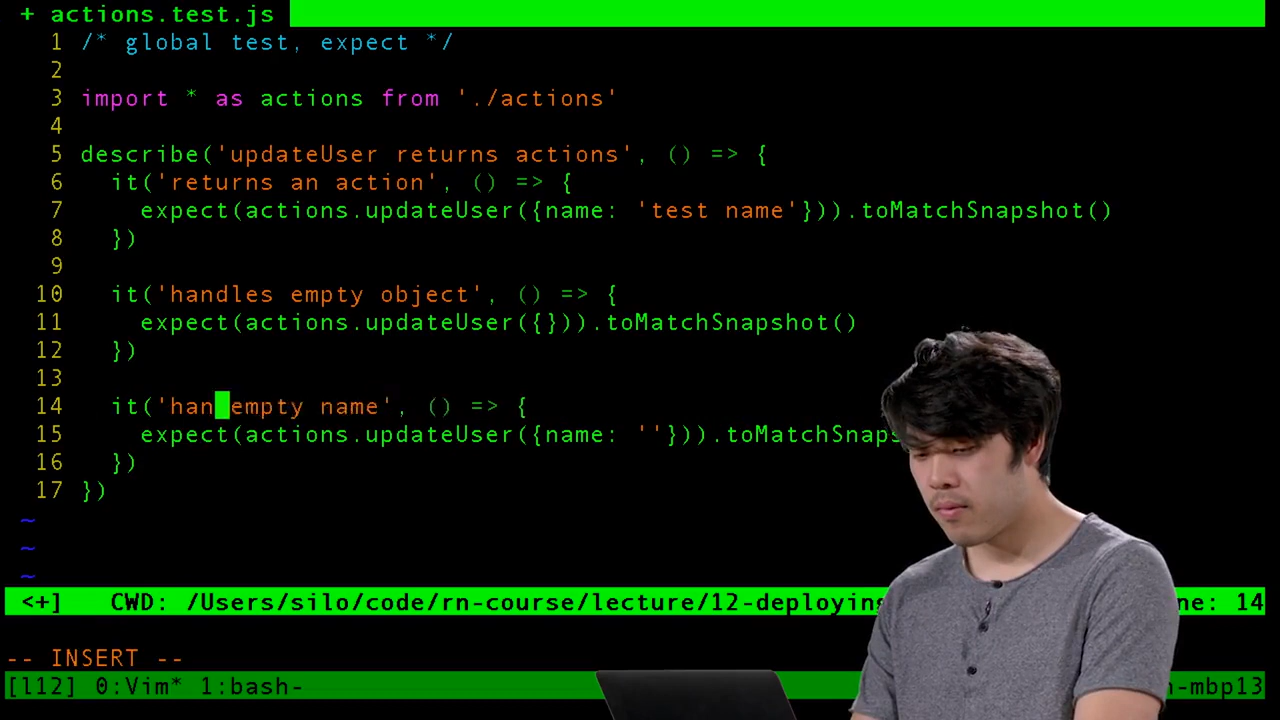 + actions.test.js
1 /* global test, expect */
2
3 import * as actions from './actions'
4
5 describe('updateUser returns actions', () => {
6 it('returns an action', () => {
7 expect(actions.updateUser({name: 'test name'})).toMatchSnapshot()
8 })
9
10 it('handles empty object', () => {
11 expect(actions.updateUser({})).toMatchSnapshot()
12 })
13
14 it('han empty name', () => {
15 expect(actions.updateUser({name: ''})).toMatchSnaps
16 })
17 })
~
~
~
<+] CWD: /Users/silo/code/rn-course/lecture/12-deploying ne: 14
-- INSERT --
[l12] 0:Vim* 1:bash- -mbp13